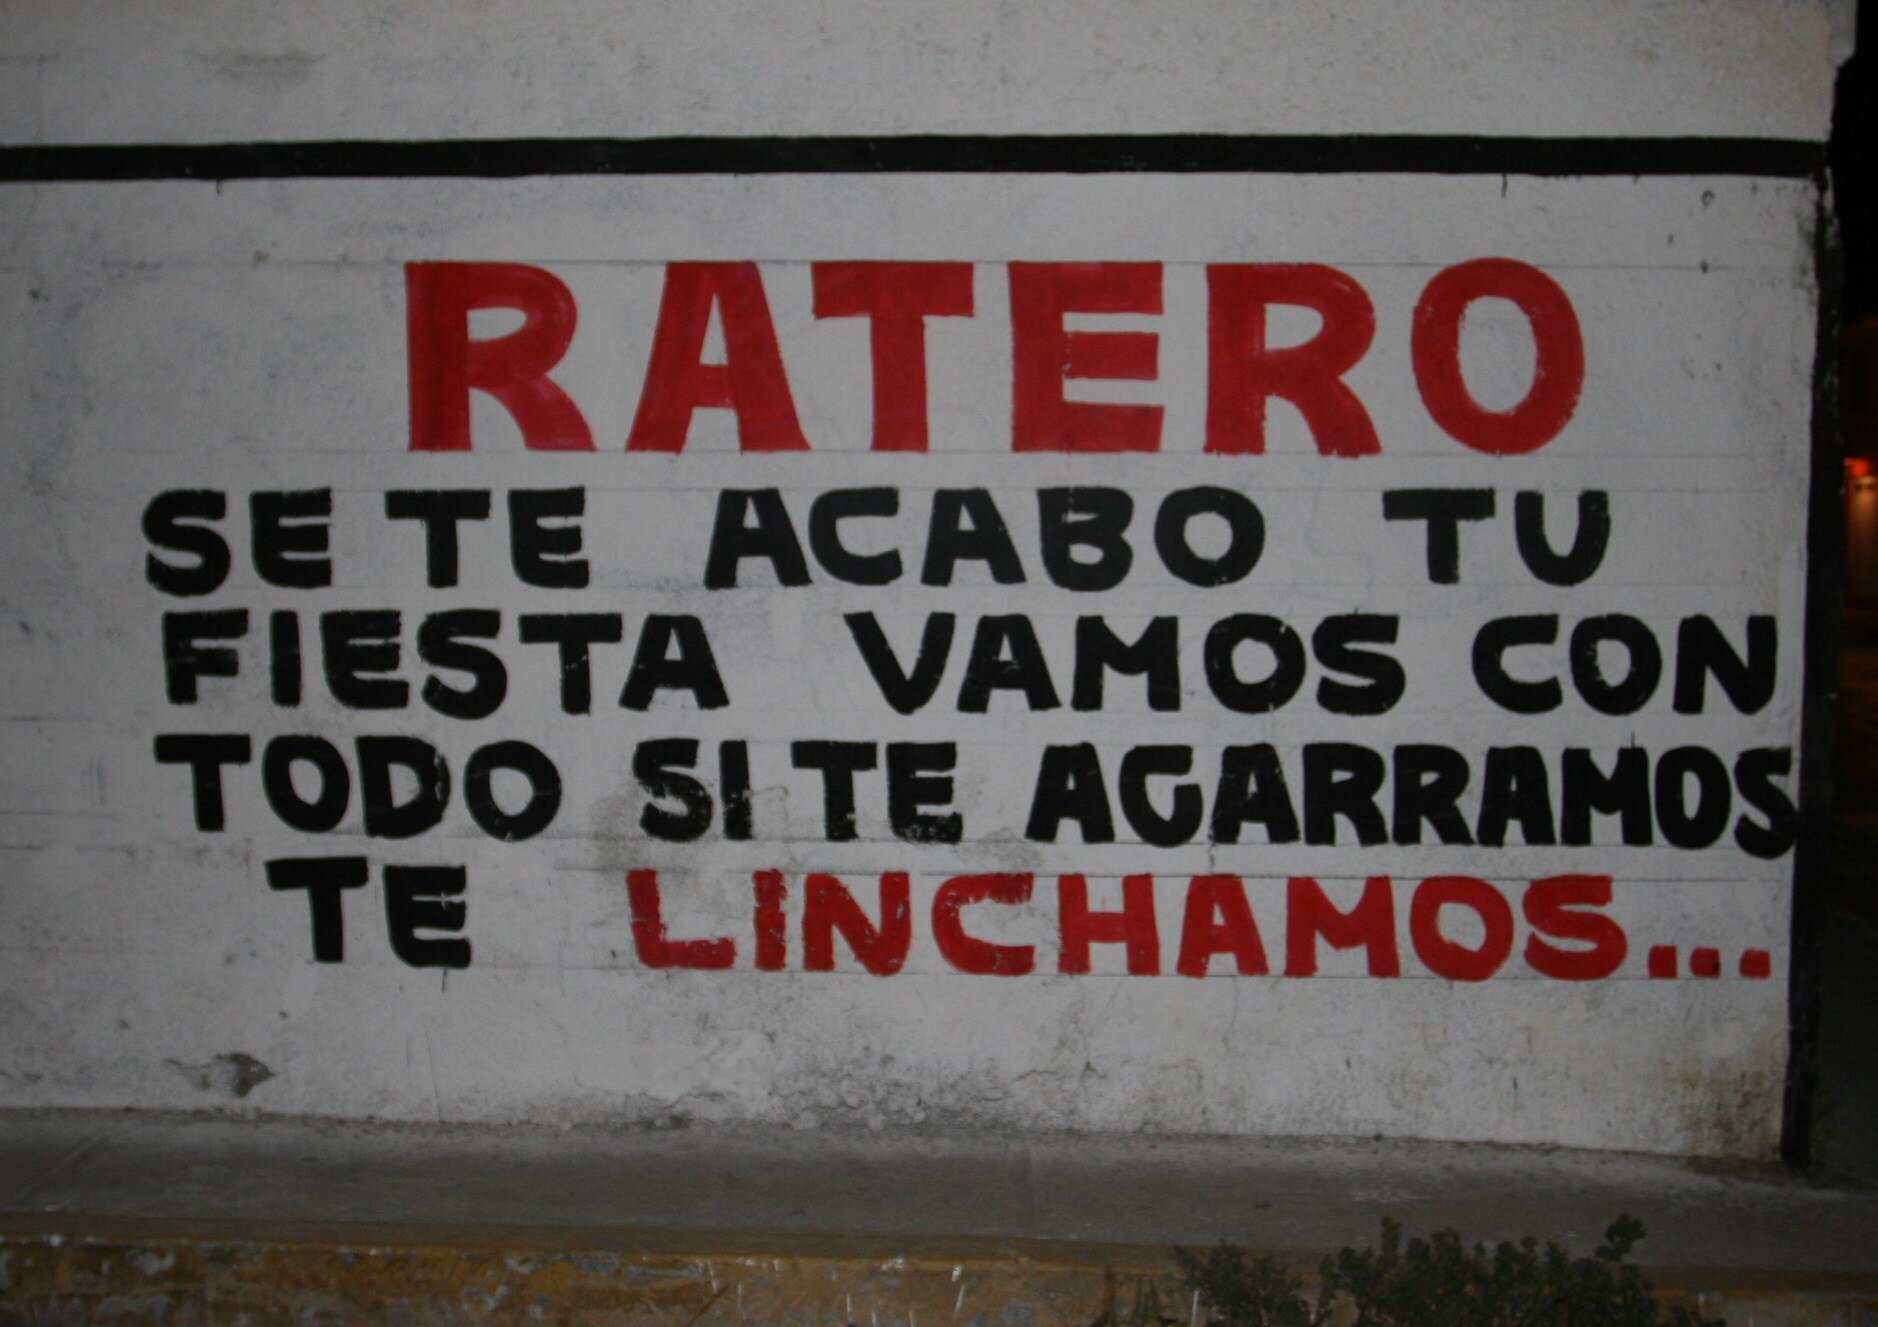 RATERO
SE TE ACABO TU
FIESTA VAMOS CON
TODO SI TE AGARRAMOS
TE LINCHAMOS...